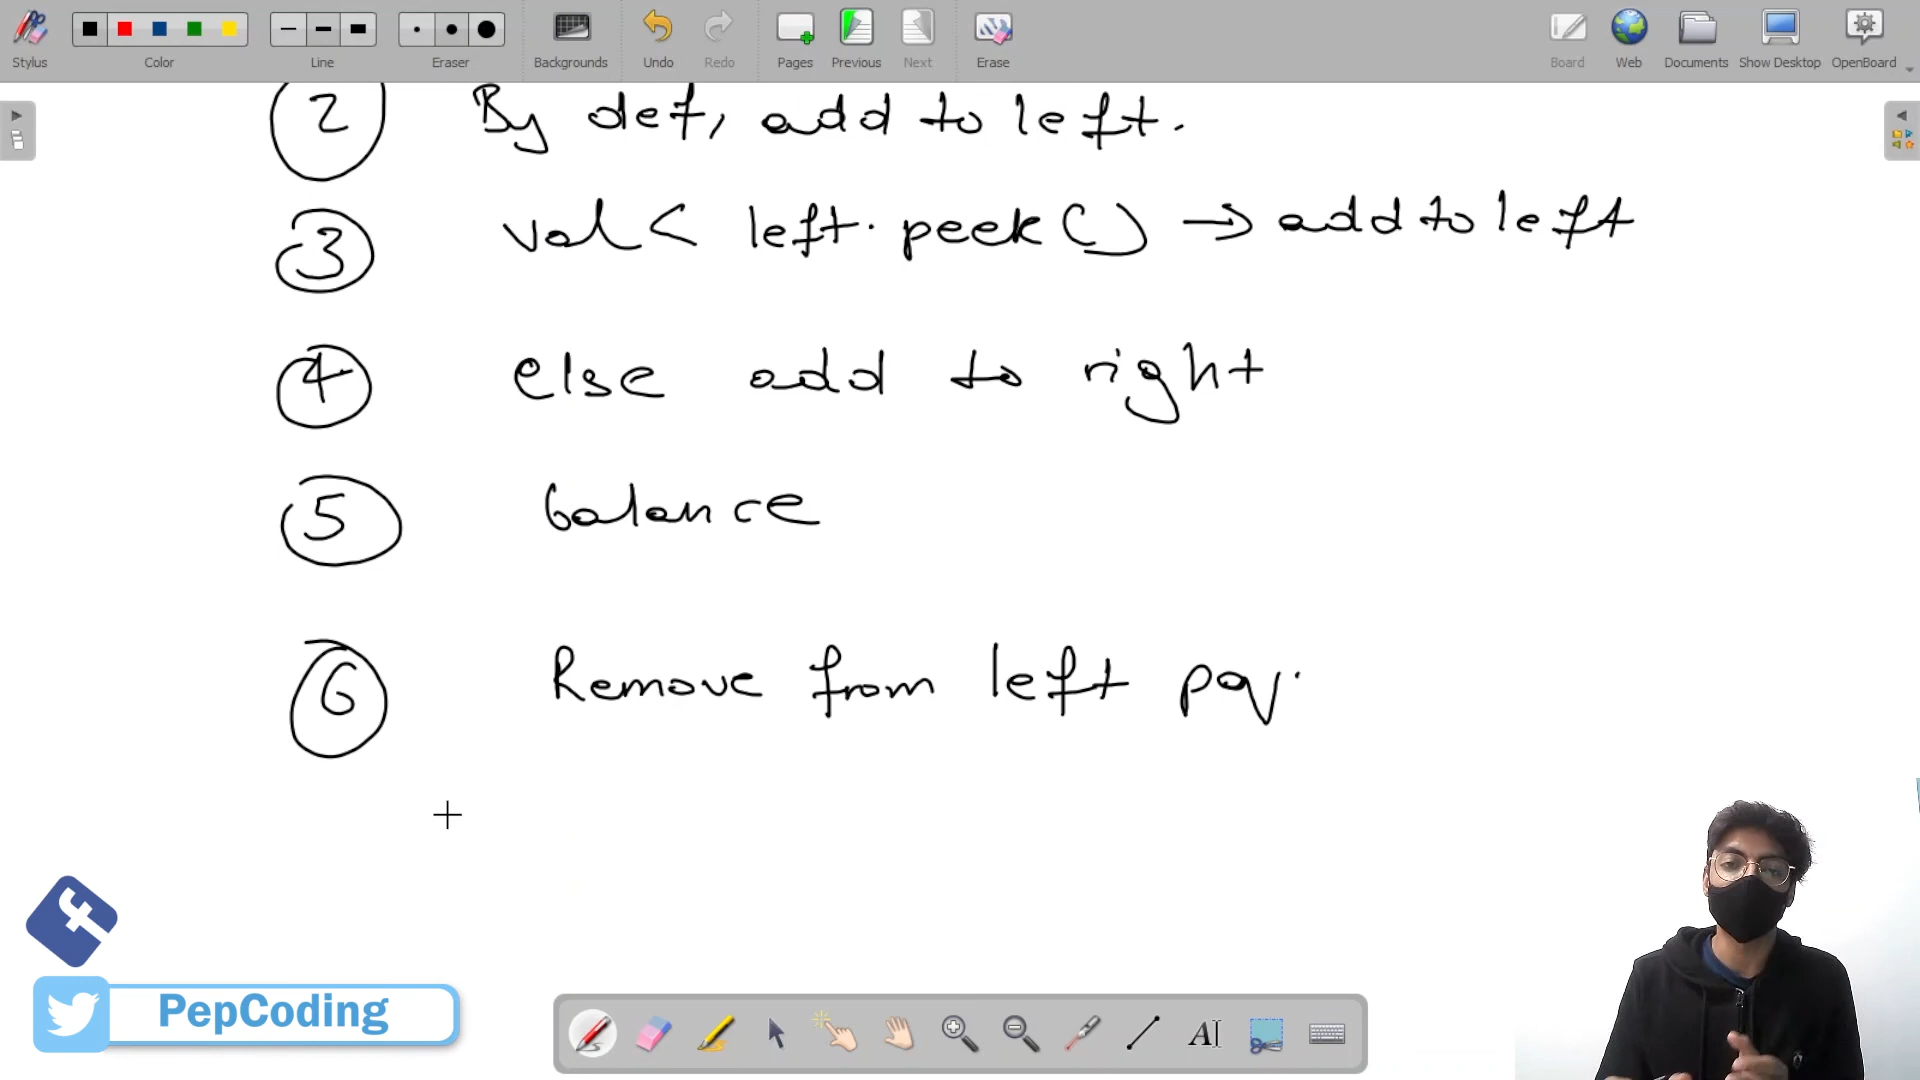 Stylus
Color
Line
Eraser
Backgrounds
Undo
Redo
Pages
Previous
Next
Erase
Board
Web
Documents
Show Desktop
OpenBoard
2 By def, add to left.
3 val < left.peek() → add to left
4 else add to right
5 balance
6 Remove from left pq.
f
PepCoding
AI